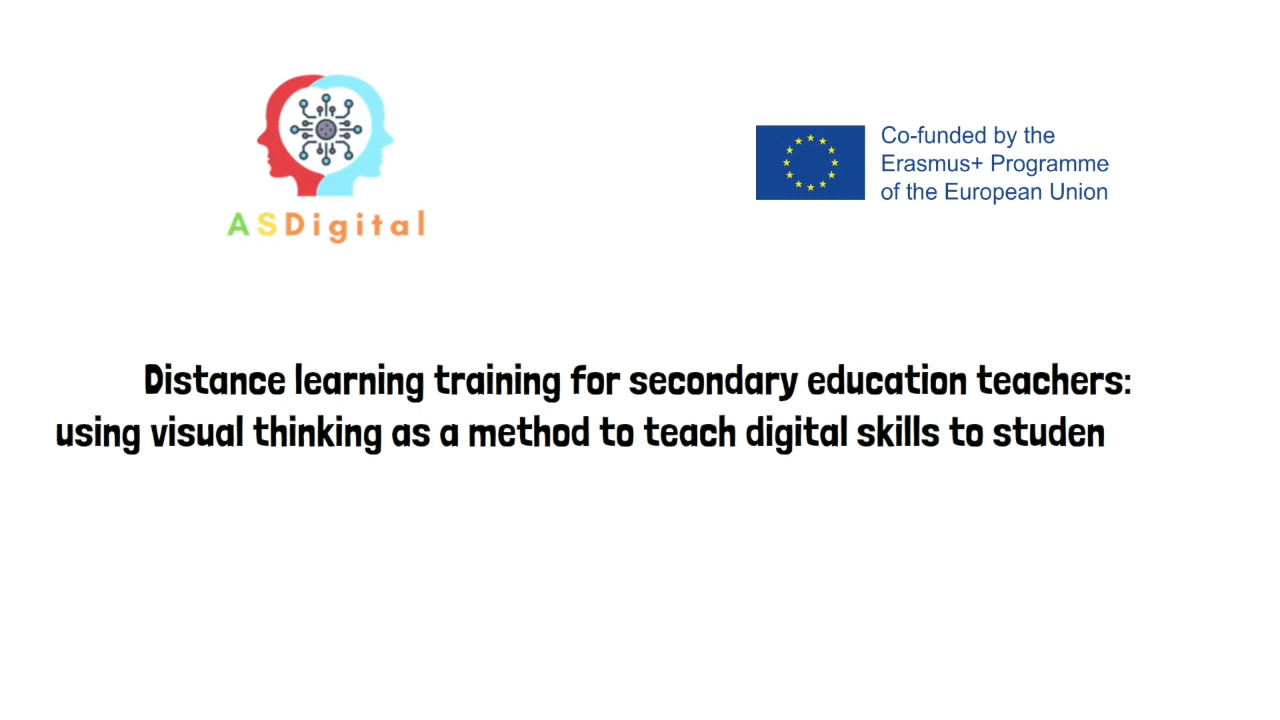 ASDigital
Co-funded by the
Erasmus+ Programme
of the European Union
Distance learning training for secondary education teachers:
using visual thinking as a method to teach digital skills to studen